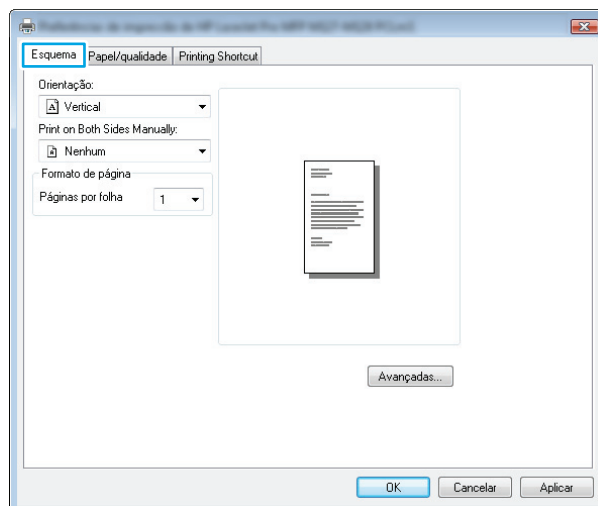 Esquema Papel/qualidade Printing Shortcut
Orientação:
A Vertical
Print on Both Sides Manually:
Nenhum
Formato de página
Páginas por folha 1
Avançadas...
OK Cancelar Aplicar